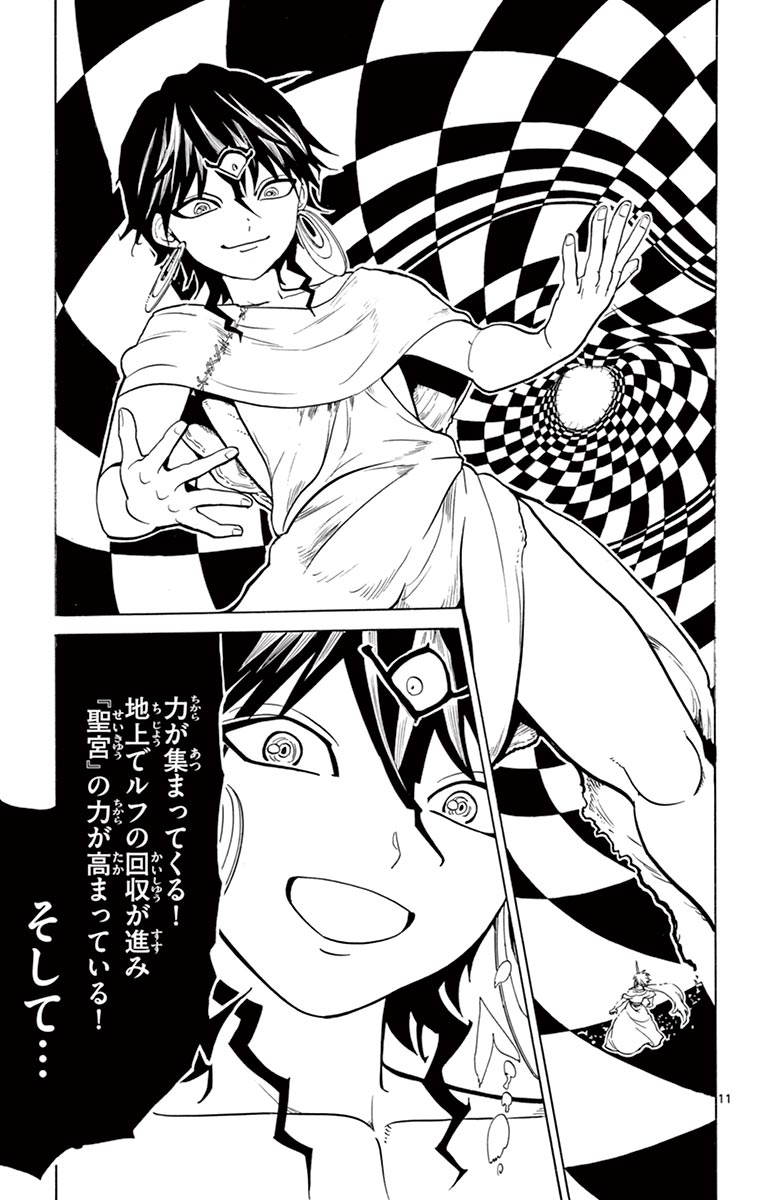 力が集まってくる！
地上でルフの回収が進み
『聖宮』の力が高まっている！
そして…
11